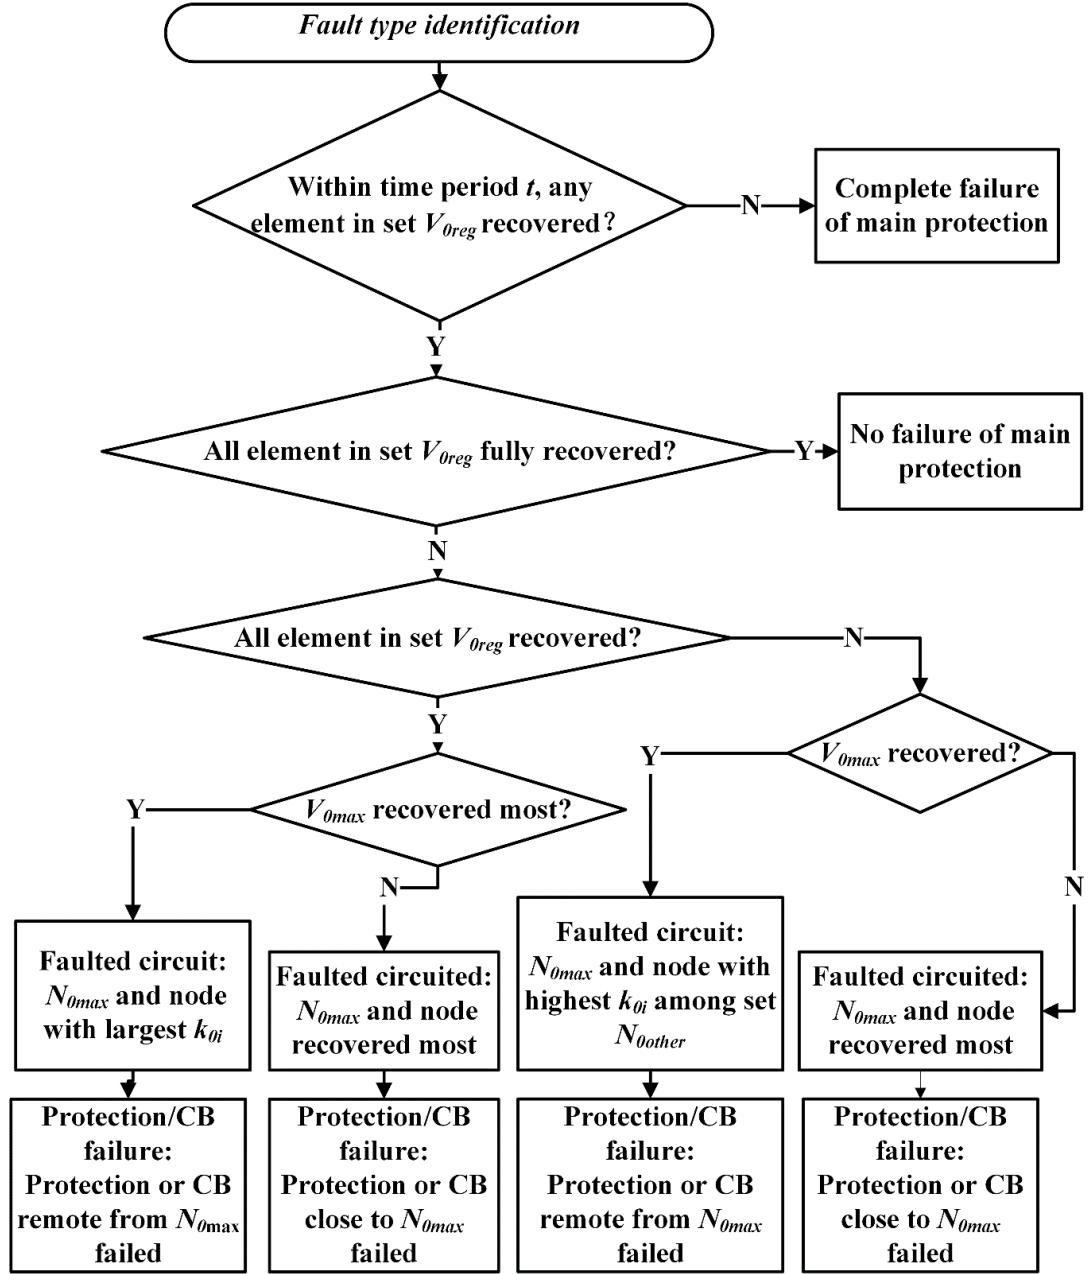 Fault type identification
Within time period t, any
element in set V0reg recovered?
N
Complete failure
of main protection
Y
All element in set V0reg fully recovered?
Y
No failure of main
protection
N
All element in set V0reg recovered?
N
Y
V0max recovered?
Y
N
V0max recovered most?
Y
N
Faulted circuit:
N0max and node
with largest k0i
Faulted circuited:
N0max and node
recovered most
Faulted circuit:
N0max and node with
highest k0i among set
N0other
Faulted circuited:
N0max and node
recovered most
Protection/CB
failure:
Protection or CB
remote from N0max
failed
Protection/CB
failure:
Protection or CB
close to N0max
failed
Protection/CB
failure:
Protection or CB
remote from N0max
failed
Protection/CB
failure:
Protection or CB
close to N0max
failed